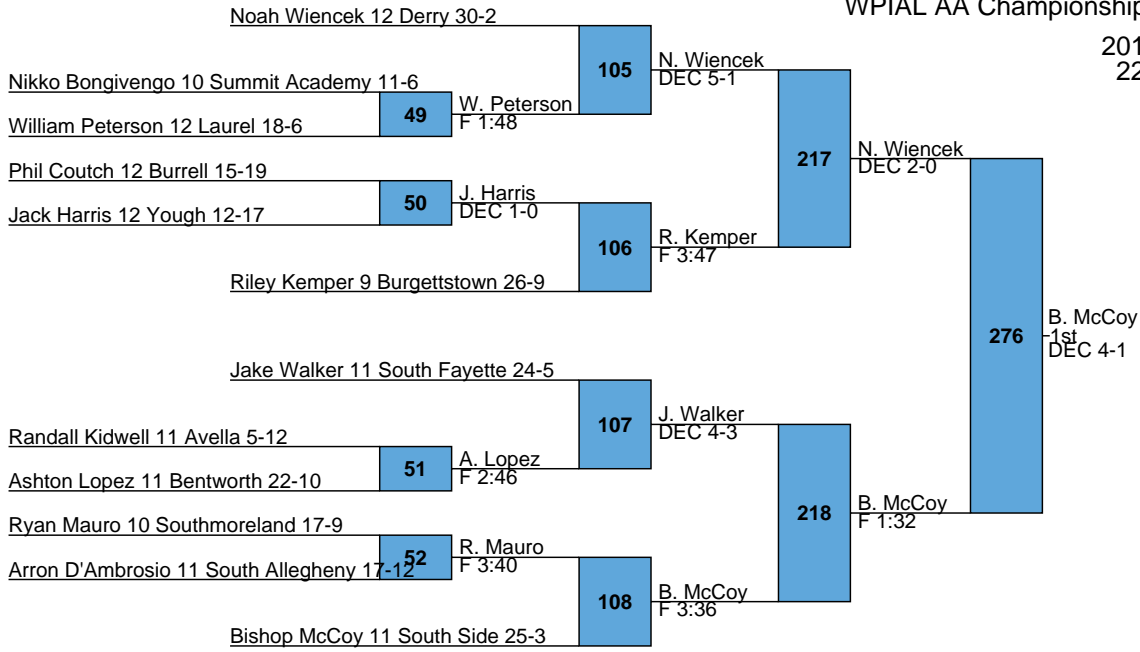 WPIAL AA Championship
201
22
Noah Wiencek 12 Derry 30-2
105
N. Wiencek
DEC 5-1
Nikko Bongivengo 10 Summit Academy 11-6
49
W. Peterson
F 1:48
William Peterson 12 Laurel 18-6
217
N. Wiencek
DEC 2-0
Phil Coutch 12 Burrell 15-19
50
J. Harris
DEC 1-0
Jack Harris 12 Yough 12-17
106
R. Kemper
F 3:47
Riley Kemper 9 Burgettstown 26-9
276
B. McCoy
1st
DEC 4-1
Jake Walker 11 South Fayette 24-5
107
J. Walker
DEC 4-3
Randall Kidwell 11 Avella 5-12
51
A. Lopez
F 2:46
Ashton Lopez 11 Bentworth 22-10
218
B. McCoy
F 1:32
Ryan Mauro 10 Southmoreland 17-9
52
R. Mauro
F 3:40
Arron D'Ambrosio 11 South Allegheny 17-12
108
B. McCoy
F 3:36
Bishop McCoy 11 South Side 25-3